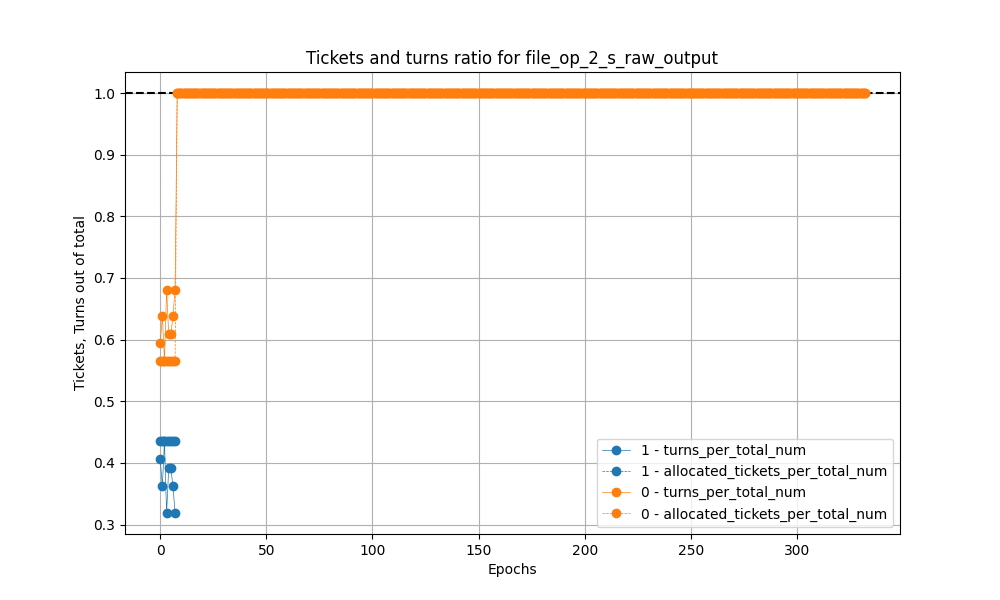 Tickets and turns ratio for file_op_2_s_raw_output
Tickets, Turns out of total
1.0
0.9
0.8
0.7
0.6
0.5
0.4
0.3
1 - turns_per_total_num
1 - allocated_tickets_per_total_num
0 - turns_per_total_num
0 - allocated_tickets_per_total_num
0 50 100 150 200 250 300
Epochs